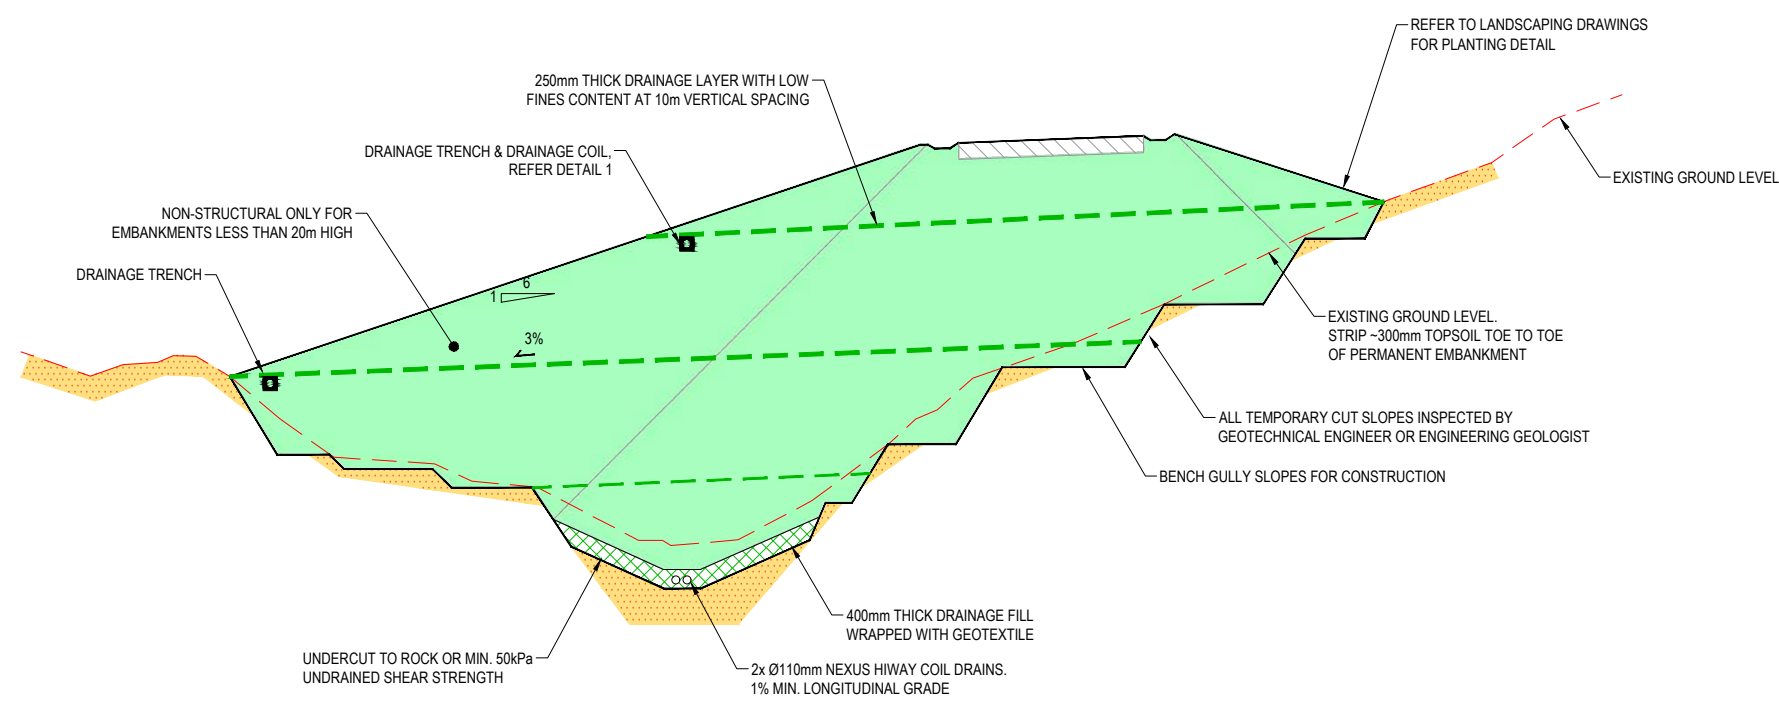 REFER TO LANDSCAPING DRAWINGS
FOR PLANTING DETAIL
250mm THICK DRAINAGE LAYER WITH LOW
FINES CONTENT AT 10m VERTICAL SPACING
DRAINAGE TRENCH & DRAINAGE COIL,
REFER DETAIL 1
EXISTING GROUND LEVEL
NON-STRUCTURAL ONLY FOR
EMBANKMENTS LESS THAN 20m HIGH
DRAINAGE TRENCH
6
1
3%
EXISTING GROUND LEVEL.
STRIP ~300mm TOPSOIL TOE TO TOE
OF PERMANENT EMBANKMENT
ALL TEMPORARY CUT SLOPES INSPECTED BY
GEOTECHNICAL ENGINEER OR ENGINEERING GEOLOGIST
BENCH GULLY SLOPES FOR CONSTRUCTION
400mm THICK DRAINAGE FILL
WRAPPED WITH GEOTEXTILE
UNDERCUT TO ROCK OR MIN. 50kPa
UNDRAINED SHEAR STRENGTH
2x Ø110mm NEXUS HIWAY COIL DRAINS.
1% MIN. LONGITUDINAL GRADE